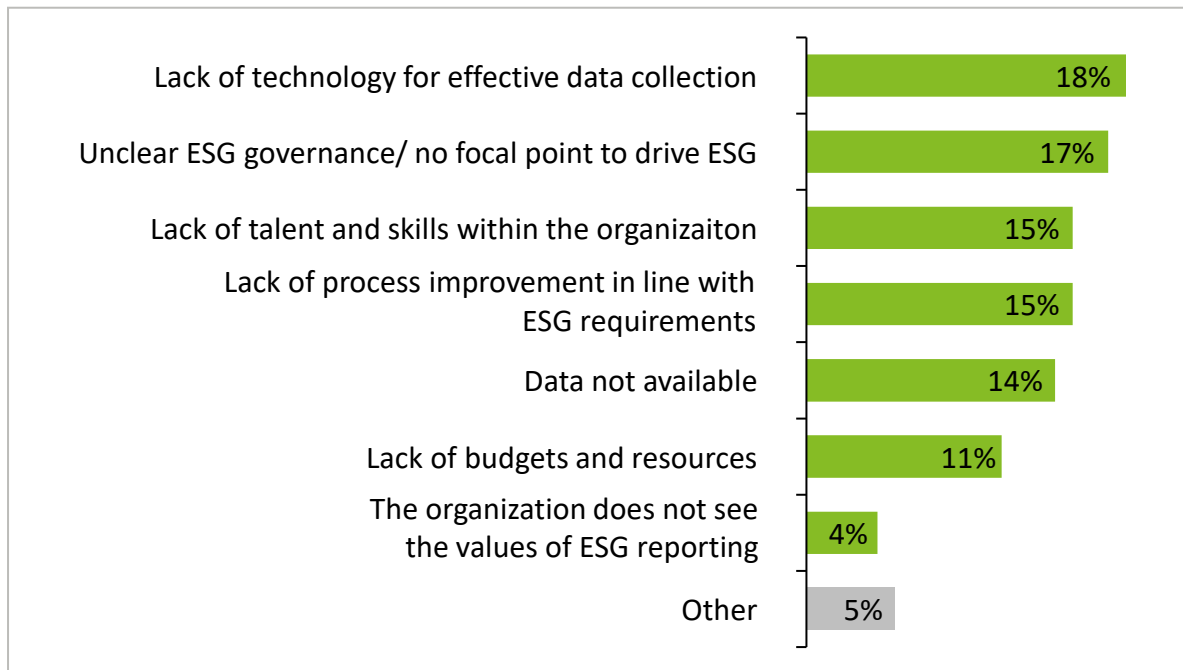 Lack of technology for effective data collection
18%
Unclear ESG governance/ no focal point to drive ESG
17%
Lack of talent and skills within the organizaiton
15%
Lack of process improvement in line with
ESG requirements
15%
Data not available
14%
Lack of budgets and resources
11%
The organization does not see
the values of ESG reporting
4%
Other
5%